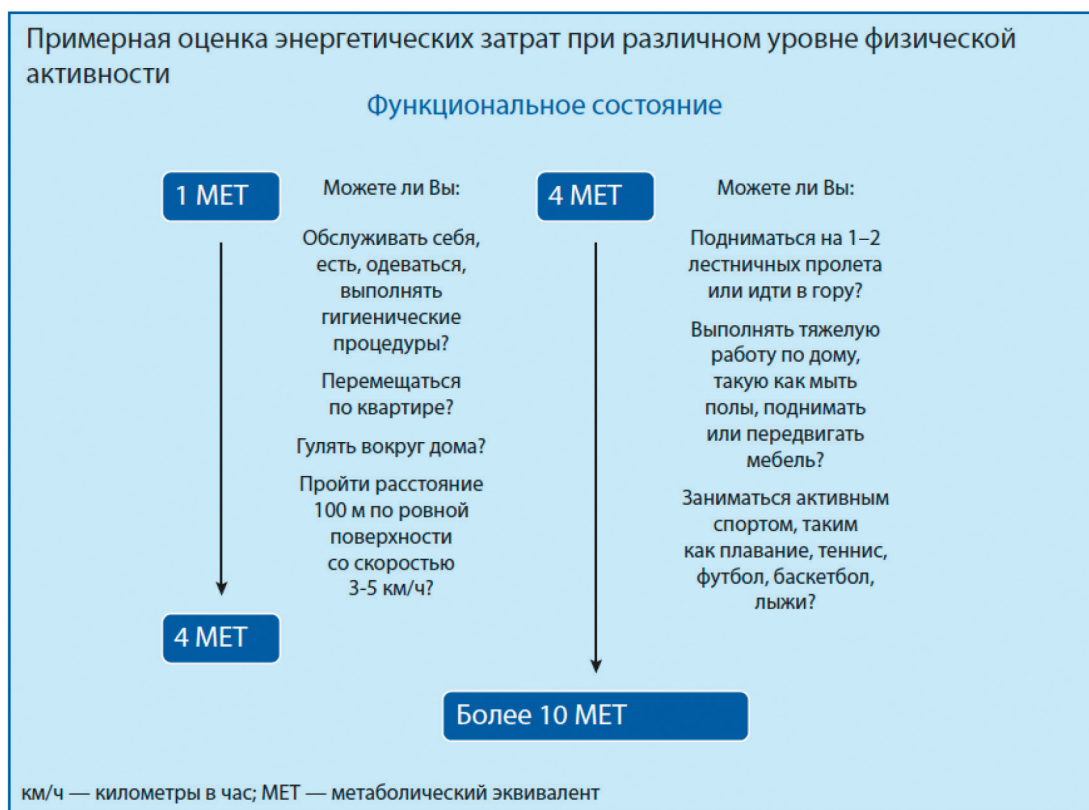 Примерная оценка энергетических затрат при различном уровне физической
активности
Функциональное состояние
1 МЕТ
Можете ли Вы:
Обслуживать себя,
есть, одеваться,
выполнять
гигиенические
процедуры?
Перемещаться
по квартире?
Гулять вокруг дома?
Пройти расстояние
100 м по ровной
поверхности
со скоростью
3-5 км/ч?
4 МЕТ
4 МЕТ
Можете ли Вы:
Подниматься на 1–2
лестничных пролета
или идти в гору?
Выполнять тяжелую
работу по дому,
такую как мыть
полы, поднимать
или передвигать
мебель?
Заниматься активным
спортом, таким
как плавание, теннис,
футбол, баскетбол,
лыжи?
Более 10 МЕТ
км/ч — километры в час; МЕТ — метаболический эквивалент